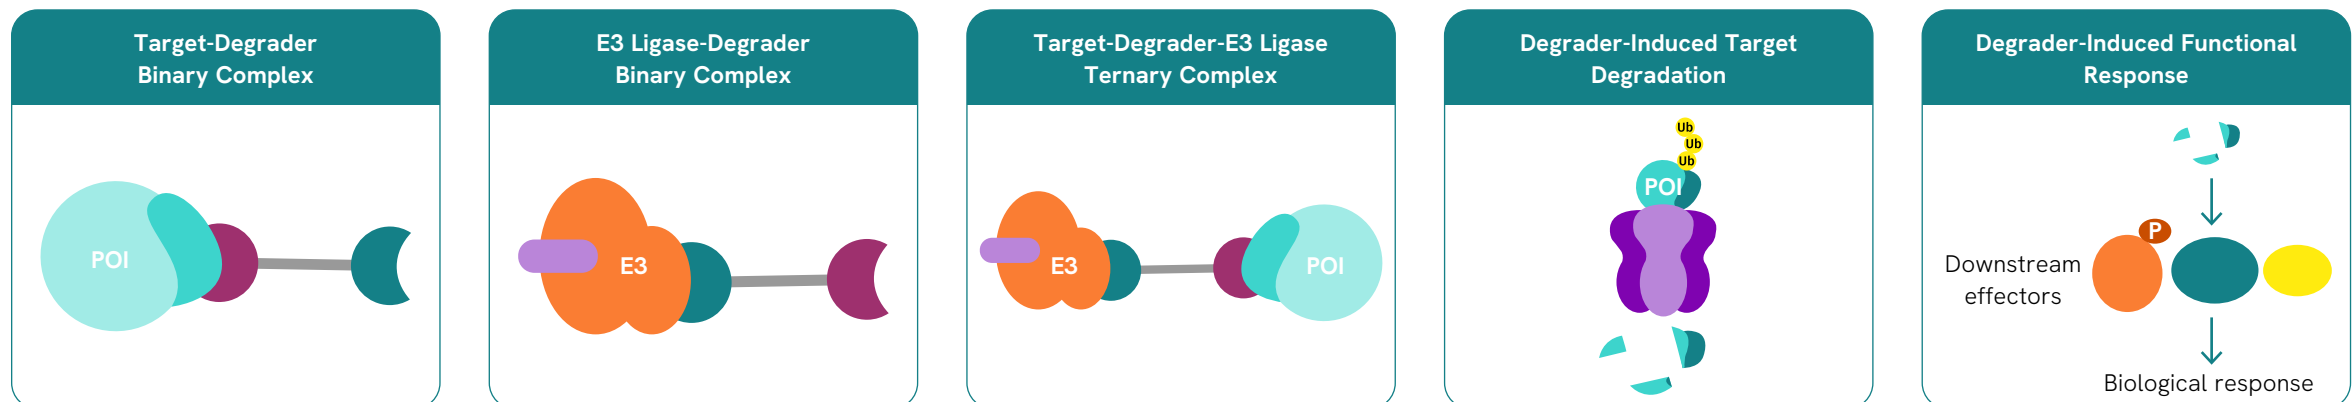 Target-Degrader
Binary Complex
POI
E3 Ligase-Degrader
Binary Complex
E3
Target-Degrader-E3 Ligase
Ternary Complex
E3
POI
Degrader-Induced Target
Degradation
Ub
Ub
Ub
POI
Degrader-Induced Functional
Response
P
Downstream
effectors
Biological response